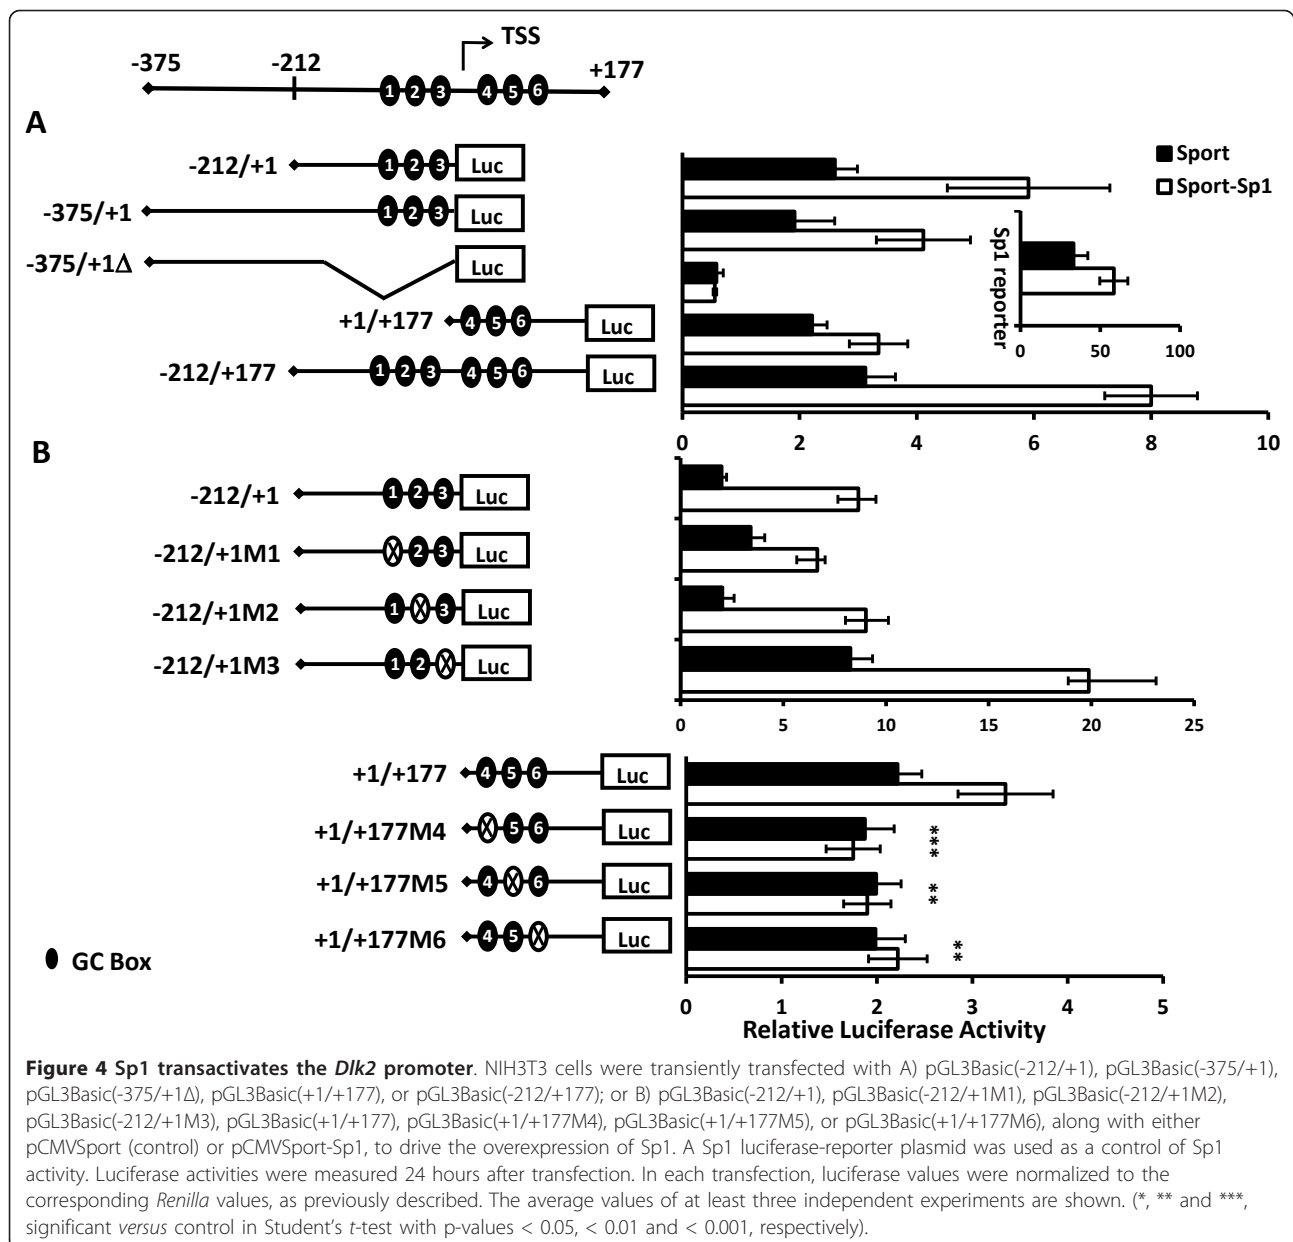 TSS
-375
-212
+177
1 2 3 4 5 6
A
-212/+1
1 2 3 Luc
-375/+1
1 2 3 Luc
-375/+1Δ
Luc
+1/+177
4 5 6 Luc
-212/+177
1 2 3 4 5 6 Luc
Sport
Sport-Sp1
Sp1 reporter
0 50 100
0 2 4 6 8 10
B
-212/+1
1 2 3 Luc
-212/+1M1
X 2 3 Luc
-212/+1M2
1 X 3 Luc
-212/+1M3
1 2 X Luc
0 5 10 15 20 25
+1/+177
4 5 6 Luc
+1/+177M4
X 5 6 Luc
***
+1/+177M5
4 X 6 Luc
**
+1/+177M6
4 5 X Luc
**
GC Box
0 1 2 3 4 5
Relative Luciferase Activity
Figure 4 Sp1 transactivates the Dlk2 promoter. NIH3T3 cells were transiently transfected with A) pGL3Basic(-212/+1), pGL3Basic(-375/+1),
pGL3Basic(-375/+1Δ), pGL3Basic(+1/+177), or pGL3Basic(-212/+177); or B) pGL3Basic(-212/+1), pGL3Basic(-212/+1M1), pGL3Basic(-212/+1M2),
pGL3Basic(-212/+1M3), pGL3Basic(+1/+177), pGL3Basic(+1/+177M4), pGL3Basic(+1/+177M5), or pGL3Basic(+1/+177M6), along with either
pCMVSport (control) or pCMVSport-Sp1, to drive the overexpression of Sp1. A Sp1 luciferase-reporter plasmid was used as a control of Sp1
activity. Luciferase activities were measured 24 hours after transfection. In each transfection, luciferase values were normalized to the
corresponding Renilla values, as previously described. The average values of at least three independent experiments are shown. (*, ** and ***,
significant versus control in Student's t-test with p-values < 0.05, < 0.01 and < 0.001, respectively).